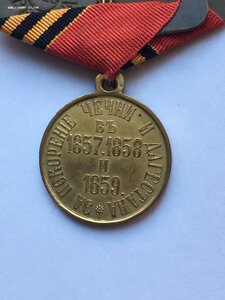 ЗА ПОКОРЕНІЕ ЧЕЧНИ И ДАГЕСТАНА
ВЪ
1857,1858
И
1859.